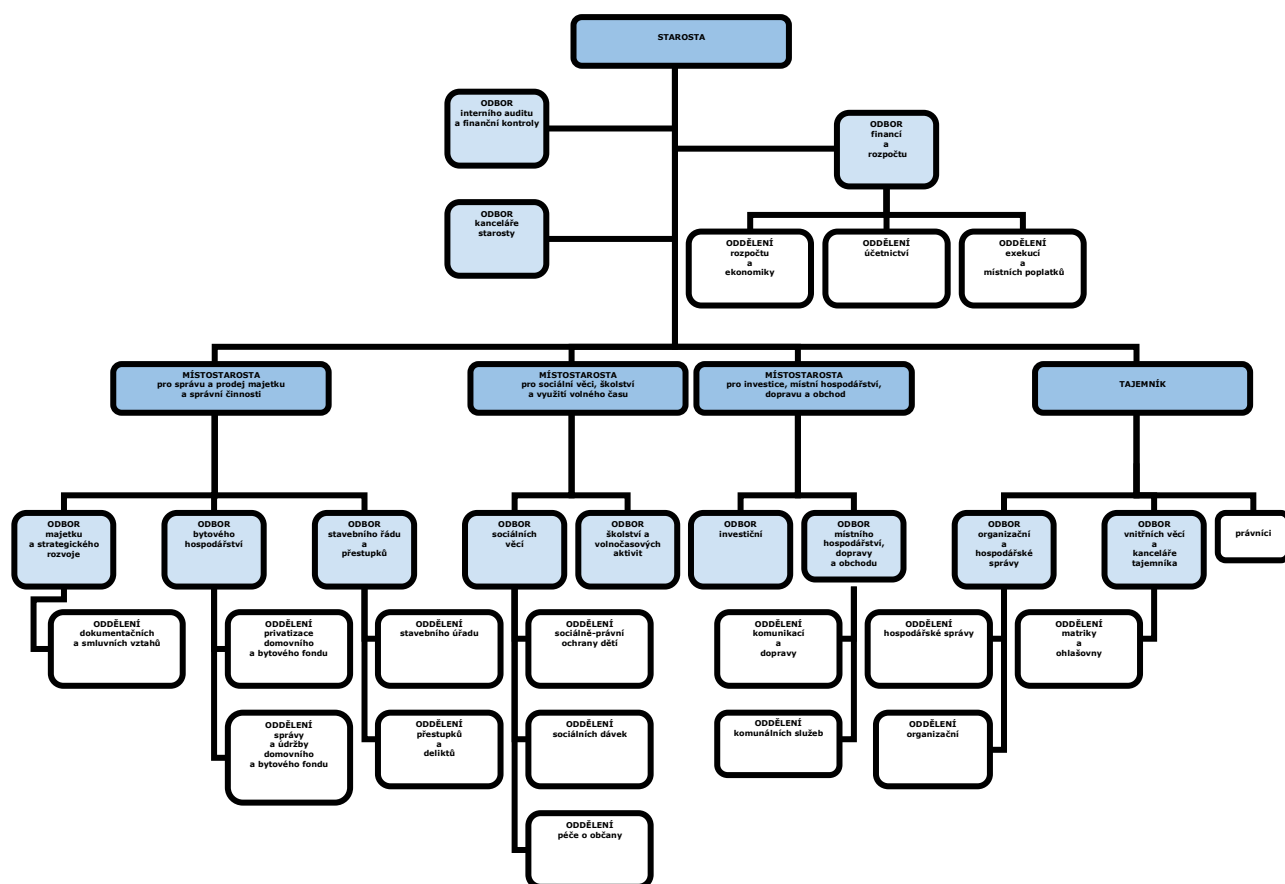 STAROSTA
ODBOR
interního auditu
a finanční kontroly
ODBOR
financí
a
rozpočtu
ODBOR
kanceláře
starosty
ODDĚLENÍ
rozpočtu
a
ekonomiky
ODDĚLENÍ
účetnictví
ODDĚLENÍ
exekucí
a
místních poplatků
MÍSTOSTAROSTA
pro správu a prodej majetku
a správní činnosti
MÍSTOSTAROSTA
pro sociální věci, školství
a využití volného času
MÍSTOSTAROSTA
pro investice, místní hospodářství,
dopravu a obchod
TAJEMNÍK
ODBOR
majetku
a strategického
rozvoje
ODBOR
bytového
hospodářství
ODBOR
stavebního řádu
a
přestupků
ODBOR
sociálních
věcí
ODBOR
školství a
volnočasových
aktivit
ODBOR
investiční
ODBOR
místního
hospodářství,
dopravy
a obchodu
ODBOR
organizační
a
hospodářské
správy
ODBOR
vnitřních věcí
a
kanceláře
tajemníka
právníci
ODDĚLENÍ
dokumentačních
a smluvních vztahů
ODDĚLENÍ
privatizace
domovního
a bytového fondu
ODDĚLENÍ
stavebního úřadu
ODDĚLENÍ
sociálně-právní
ochrany dětí
ODDĚLENÍ
komunikací
a
dopravy
ODDĚLENÍ
hospodářské správy
ODDĚLENÍ
matriky
a
ohlašovny
ODDĚLENÍ
správy
a údržby
domovního
a bytového fondu
ODDĚLENÍ
přestupků
a
deliktů
ODDĚLENÍ
sociálních dávek
ODDĚLENÍ
komunálních služeb
ODDĚLENÍ
organizační
ODDĚLENÍ
péče o občany